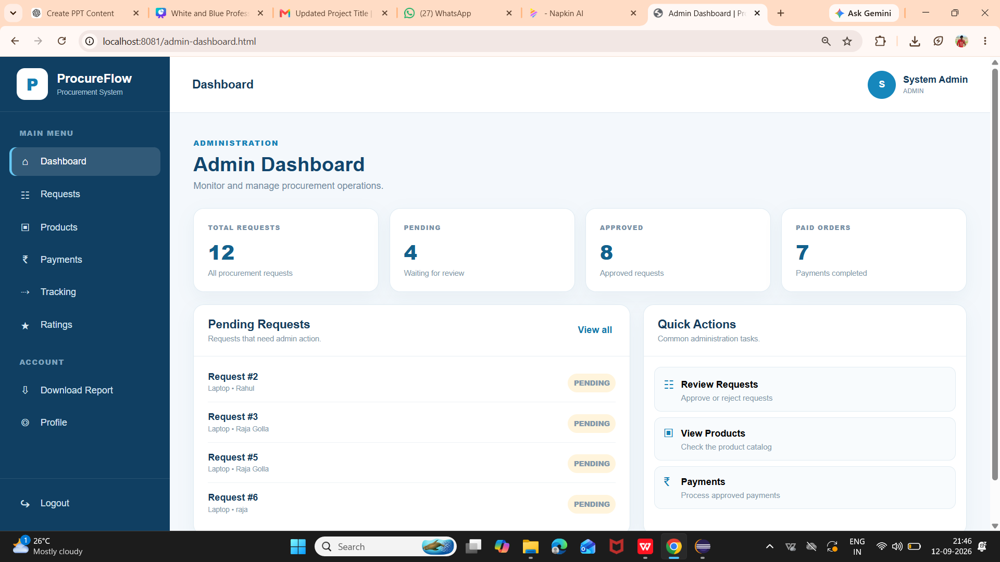 Create PPT Content
White and Blue Profess
Updated Project Title |
(27) WhatsApp
- Napkin AI
Admin Dashboard | Pr
Ask Gemini
localhost:8081/admin-dashboard.html
P
ProcureFlow
Procurement System
MAIN MENU
Dashboard
Requests
Products
₹ Payments
Tracking
Ratings
ACCOUNT
Download Report
Profile
Logout
Dashboard
S
System Admin
ADMIN
ADMINISTRATION
Admin Dashboard
Monitor and manage procurement operations.
TOTAL REQUESTS
12
All procurement requests
PENDING
4
Waiting for review
APPROVED
8
Approved requests
PAID ORDERS
7
Payments completed
Pending Requests
Requests that need admin action.
View all
Request #2
Laptop • Rahul
PENDING
Request #3
Laptop • Raja Golla
PENDING
Request #5
Laptop • Raja Golla
PENDING
Request #6
Laptop • raja
PENDING
Quick Actions
Common administration tasks.
Review Requests
Approve or reject requests
View Products
Check the product catalog
₹ Payments
Process approved payments
1
26°C
Mostly cloudy
Search
ENG
IN
21:46
12-09-2026